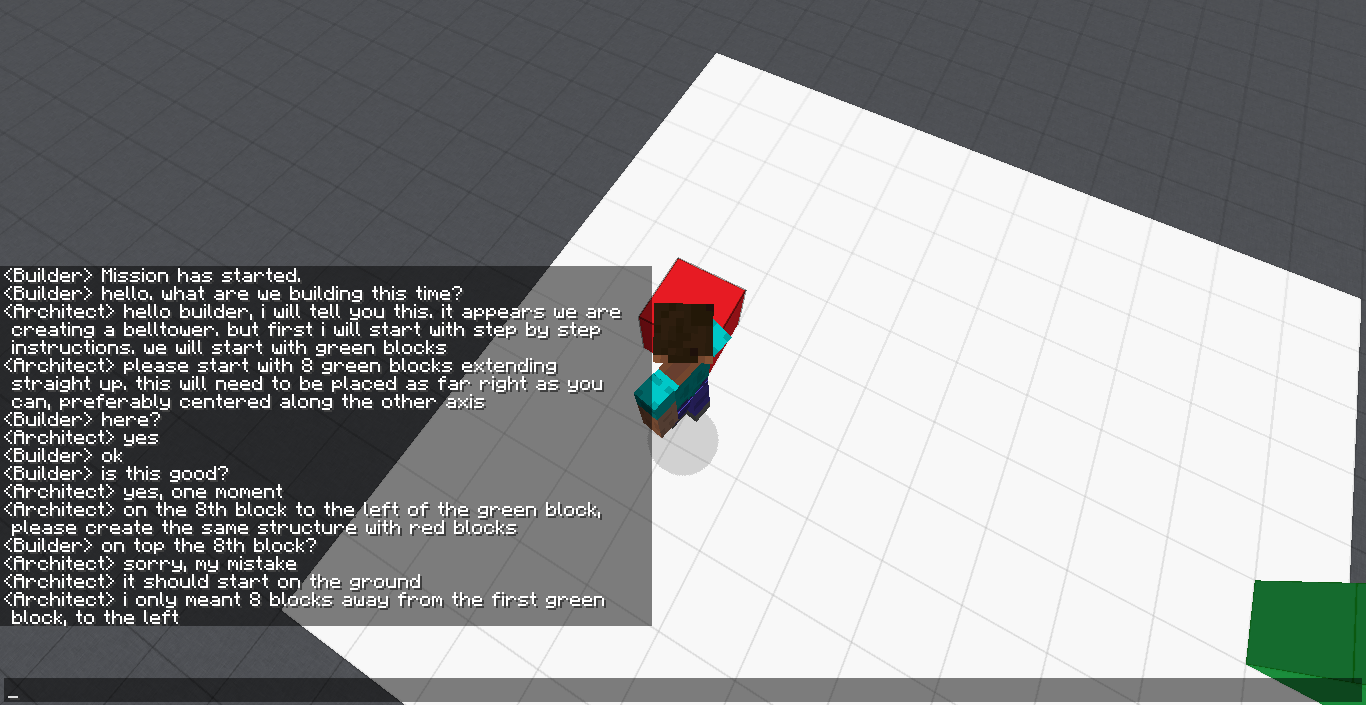 <Builder> Mission has started.
<Builder> hello. what are we building this time?
<Architect> hello builder, i will tell you this. it appears we are
creating a belltower. but first i will start with step by step
instructions. we will start with green blocks
<Architect> please start with 8 green blocks extending
straight up. this will need to be placed as far right as you
can, preferably centered along the other axis
<Builder> here?
<Architect> yes
<Builder> ok
<Builder> is this good?
<Architect> yes, one moment
<Architect> on the 8th block to the left of the green block,
please create the same structure with red blocks
<Builder> on top the 8th block?
<Architect> sorry, my mistake
<Architect> it should start on the ground
<Architect> i only meant 8 blocks away from the first green
block, to the left
_